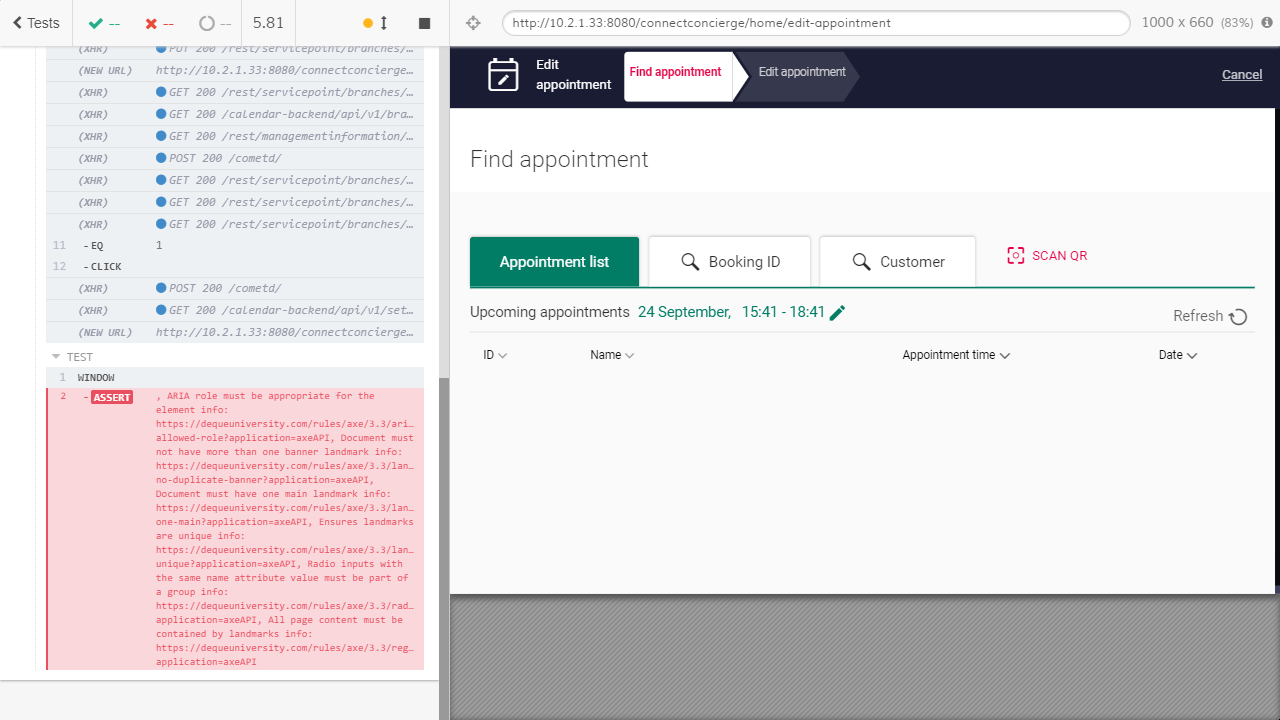 Tests
--
--
--
5.81
http://10.2.1.33:8080/connectconcierge/home/edit-appointment
1000 x 660 (83%)
(XHR) PUT 200 /rest/servicepoint/branches/…
(NEW URL) http://10.2.1.33:8080/connectconcierge…
(XHR) GET 200 /rest/servicepoint/branches/…
(XHR) GET 200 /calendar-backend/api/v1/bra…
(XHR) GET 200 /rest/managementinformation/…
(XHR) POST 200 /cometd/
(XHR) GET 200 /rest/servicepoint/branches/…
(XHR) GET 200 /rest/servicepoint/branches/…
(XHR) GET 200 /rest/servicepoint/branches/…
11 - EQ 1
12 - CLICK
(XHR) POST 200 /cometd/
(XHR) GET 200 /calendar-backend/api/v1/set…
(NEW URL) http://10.2.1.33:8080/connectconcierge…
TEST
1 WINDOW
2 - ASSERT , ARIA role must be appropriate for the
element info:
https://dequeuniversity.com/rules/axe/3.3/ari…
allowed-role?application=axeAPI, Document must
not have more than one banner landmark info:
https://dequeuniversity.com/rules/axe/3.3/lan…
no-duplicate-banner?application=axeAPI,
Document must have one main landmark info:
https://dequeuniversity.com/rules/axe/3.3/lan…
one-main?application=axeAPI, Ensures landmarks
are unique info:
https://dequeuniversity.com/rules/axe/3.3/lan…
unique?application=axeAPI, Radio inputs with
the same name attribute value must be part of
a group info:
https://dequeuniversity.com/rules/axe/3.3/rad…
application=axeAPI, All page content must be
contained by landmarks info:
https://dequeuniversity.com/rules/axe/3.3/reg…
application=axeAPI
Edit
appointment
Find appointment
Edit appointment
Cancel
Find appointment
Appointment list
Booking ID
Customer
SCAN QR
Upcoming appointments 24 September, 15:41 - 18:41
Refresh
ID
Name
Appointment time
Date